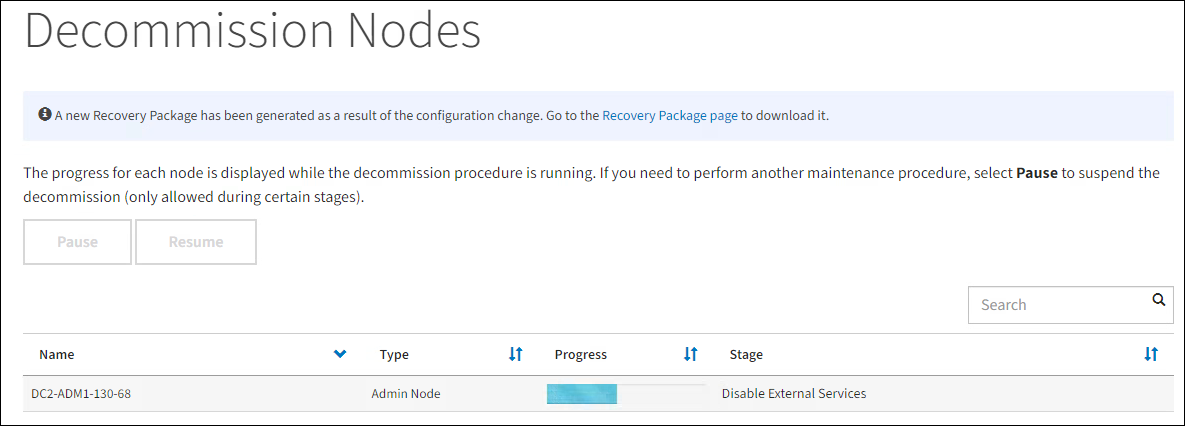 Decommission Nodes
A new Recovery Package has been generated as a result of the configuration change. Go to the Recovery Package page to download it.
The progress for each node is displayed while the decommission procedure is running. If you need to perform another maintenance procedure, select Pause to suspend the
decommission (only allowed during certain stages).
Pause Resume
Search
Name Type Progress Stage
DC2-ADM1-130-68 Admin Node Disable External Services